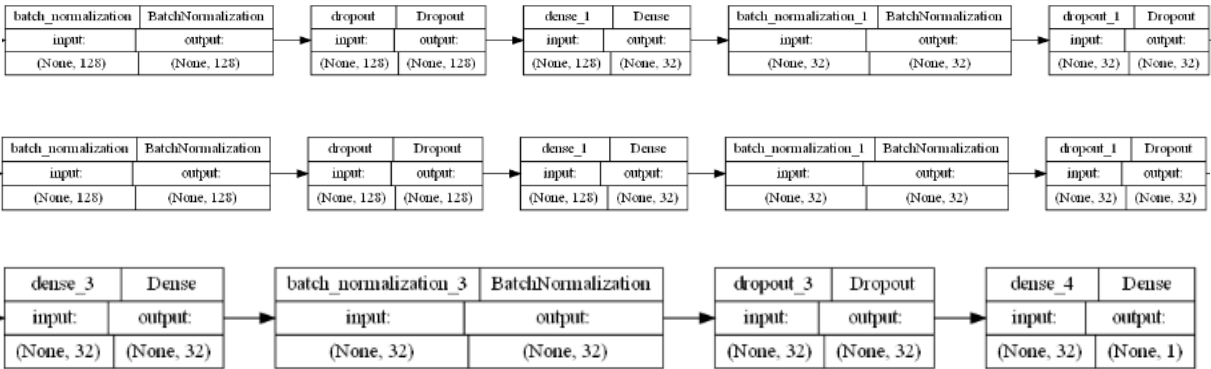 batch_normalization BatchNormalization dropout Dropout dense_1 Dense batch_normalization_1 BatchNormalization dropout_1 Dropout
input: output: input: output: input: output: input: output: input: output:
(None, 128) (None, 128) (None, 128) (None, 128) (None, 128) (None, 32) (None, 32) (None, 32) (None, 32) (None, 32)
batch_normalization BatchNormalization dropout Dropout dense_1 Dense batch_normalization_1 BatchNormalization dropout_1 Dropout
input: output: input: output: input: output: input: output: input: output:
(None, 128) (None, 128) (None, 128) (None, 128) (None, 128) (None, 32) (None, 32) (None, 32) (None, 32) (None, 32)
dense_3 Dense batch_normalization_3 BatchNormalization dropout_3 Dropout dense_4 Dense
input: output: input: output: input: output: input: output:
(None, 32) (None, 32) (None, 32) (None, 32) (None, 32) (None, 32) (None, 32) (None, 1)